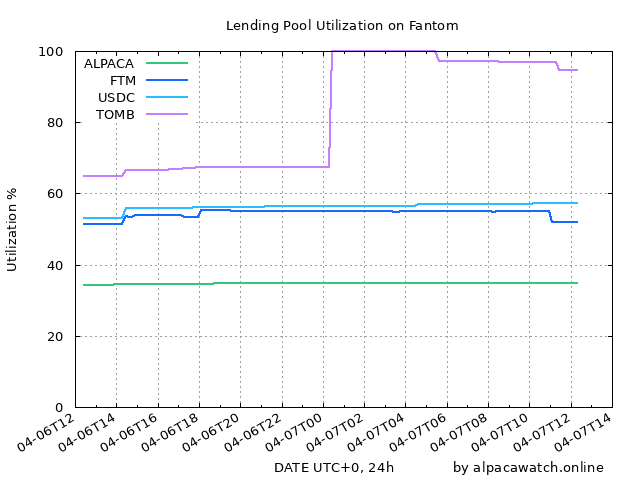 Lending Pool Utilization on Fantom
100
80
60
40
20
0
Utilization %
ALPACA
FTM
USDC
TOMB
04-06T12
04-06T14
04-06T16
04-06T18
04-06T20
04-06T22
04-07T00
04-07T02
04-07T04
04-07T06
04-07T08
04-07T10
04-07T12
04-07T14
DATE UTC+0, 24h
by alpacawatch.online